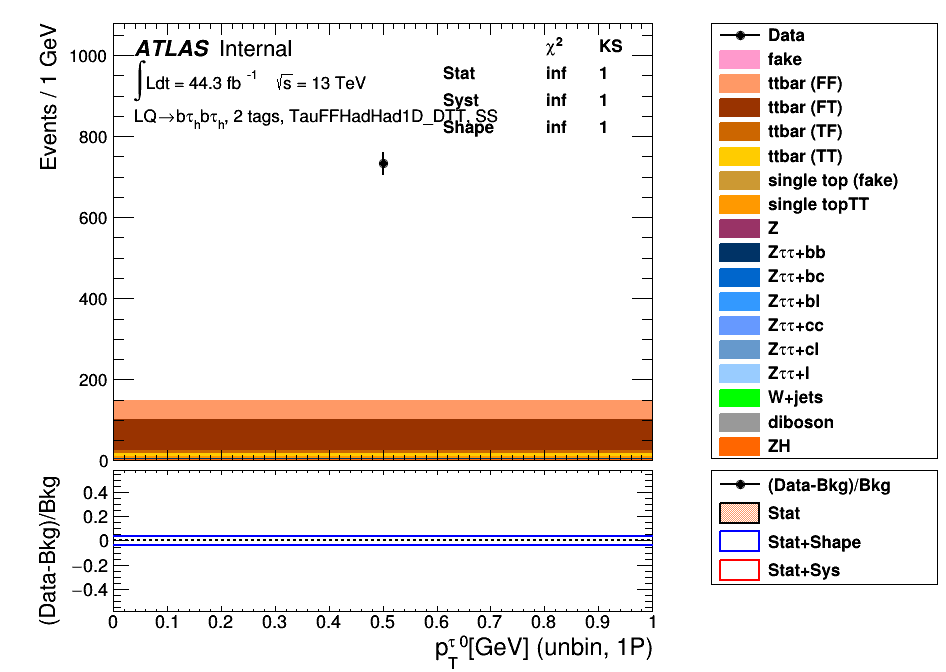 ATLAS Internal
∫Ldt = 44.3 fb⁻¹ √s = 13 TeV
LQ→bτₕbτₕ, 2 tags, TauFFHadHad1D_DTT, SS
χ² KS
Stat inf 1
Syst inf 1
Shape inf 1
Events / 1 GeV
1000
800
600
400
200
0
(Data-Bkg)/Bkg
0.4
0.2
0
−0.2
−0.4
0 0.1 0.2 0.3 0.4 0.5 0.6 0.7 0.8 0.9 1
p_T^τ 0[GeV] (unbin, 1P)
Data
fake
ttbar (FF)
ttbar (FT)
ttbar (TF)
ttbar (TT)
single top (fake)
single topTT
Z
Zττ+bb
Zττ+bc
Zττ+bl
Zττ+cc
Zττ+cl
Zττ+l
W+jets
diboson
ZH
(Data-Bkg)/Bkg
Stat
Stat+Shape
Stat+Sys